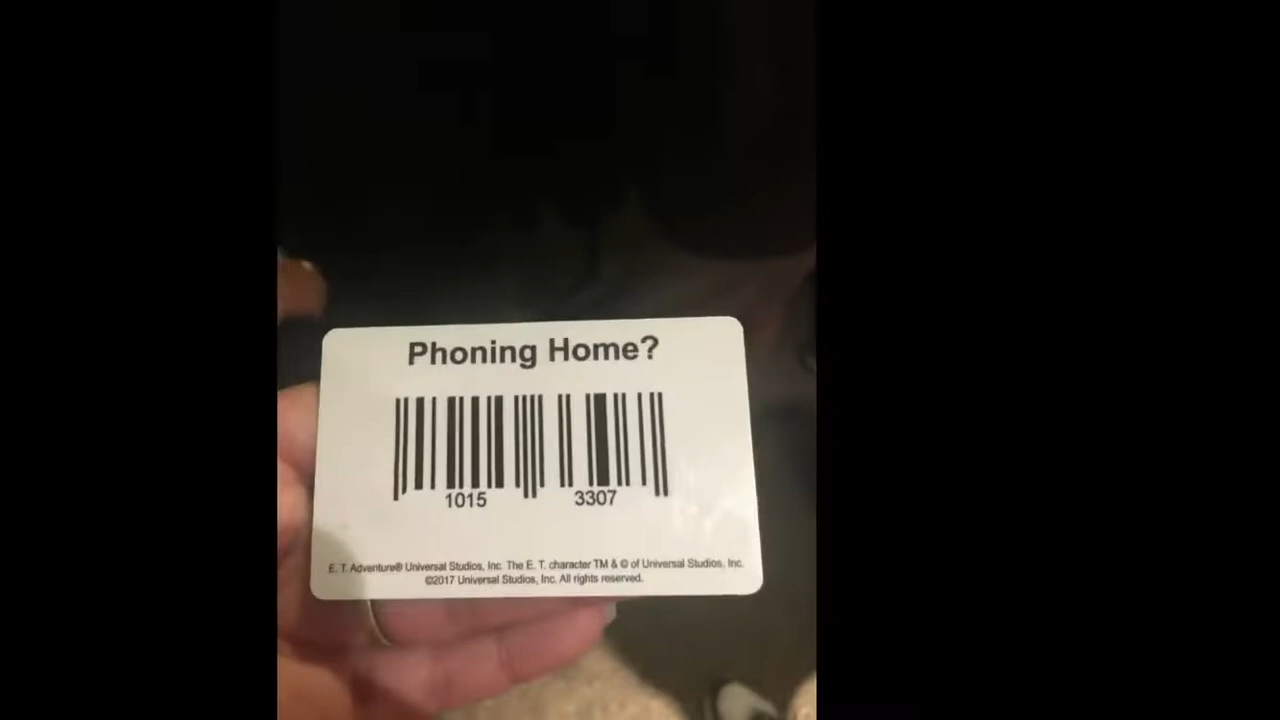 Phoning Home?
1015 3307
E. T. Adventure® Universal Studios, Inc. The E. T. character TM & © of Universal Studios, Inc.
©2017 Universal Studios, Inc. All rights reserved.